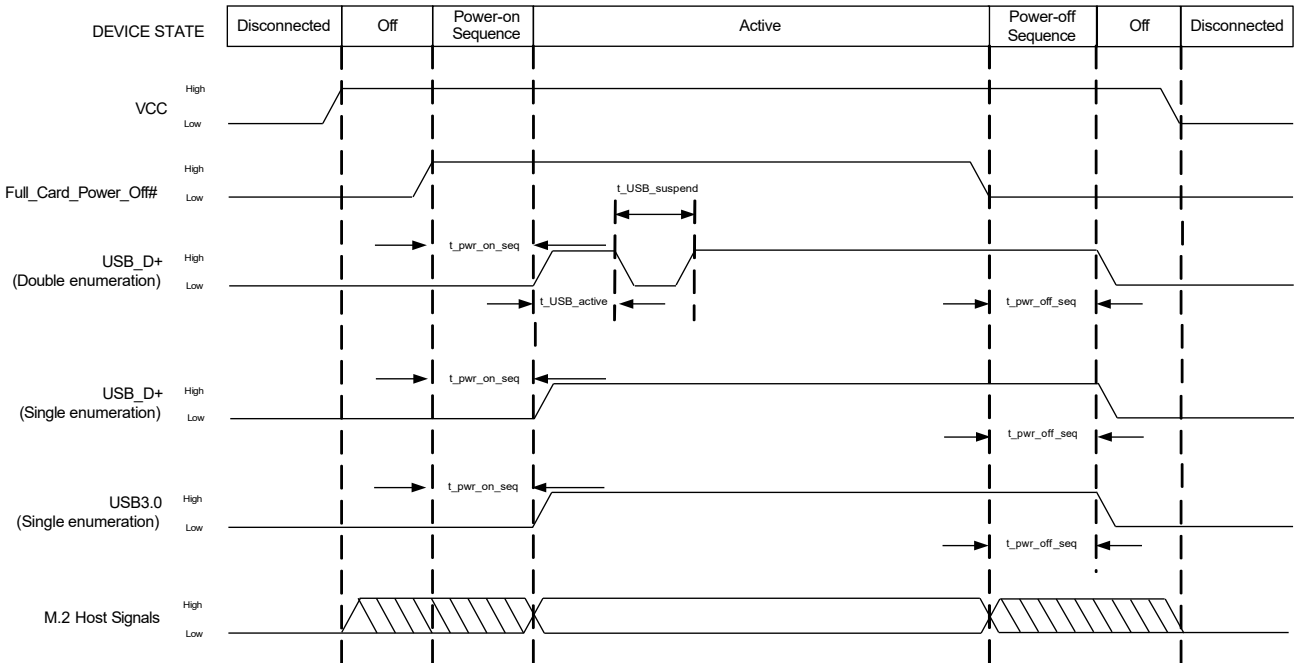 DEVICE STATE
Disconnected
Off
Power-on
Sequence
Active
Power-off
Sequence
Off
Disconnected
VCC
High
Low
Full_Card_Power_Off#
High
Low
t_USB_suspend
USB_D+
(Double enumeration)
High
Low
t_pwr_on_seq
t_USB_active
t_pwr_off_seq
USB_D+
(Single enumeration)
High
Low
t_pwr_on_seq
t_pwr_off_seq
USB3.0
(Single enumeration)
High
Low
t_pwr_on_seq
t_pwr_off_seq
M.2 Host Signals
High
Low